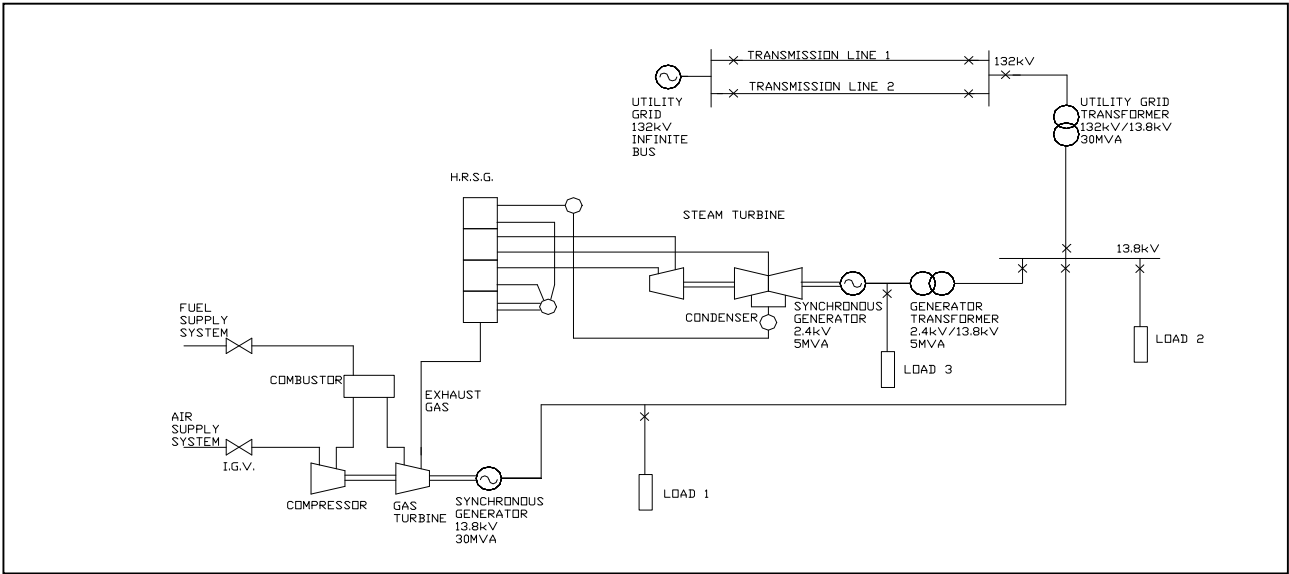 TRANSMISSION LINE 1
132kV
TRANSMISSION LINE 2
UTILITY
GRID
132kV
INFINITE
BUS
UTILITY GRID
TRANSFORMER
132kV/13.8kV
30MVA
H.R.S.G.
STEAM TURBINE
13.8kV
CONDENSER
SYNCHRONOUS
GENERATOR
2.4kV
5MVA
GENERATOR
TRANSFORMER
2.4kV/13.8kV
5MVA
LOAD 2
LOAD 3
FUEL
SUPPLY
SYSTEM
COMBUSTOR
EXHAUST
GAS
AIR
SUPPLY
SYSTEM
I.G.V.
COMPRESSOR
GAS
TURBINE
SYNCHRONOUS
GENERATOR
13.8kV
30MVA
LOAD 1